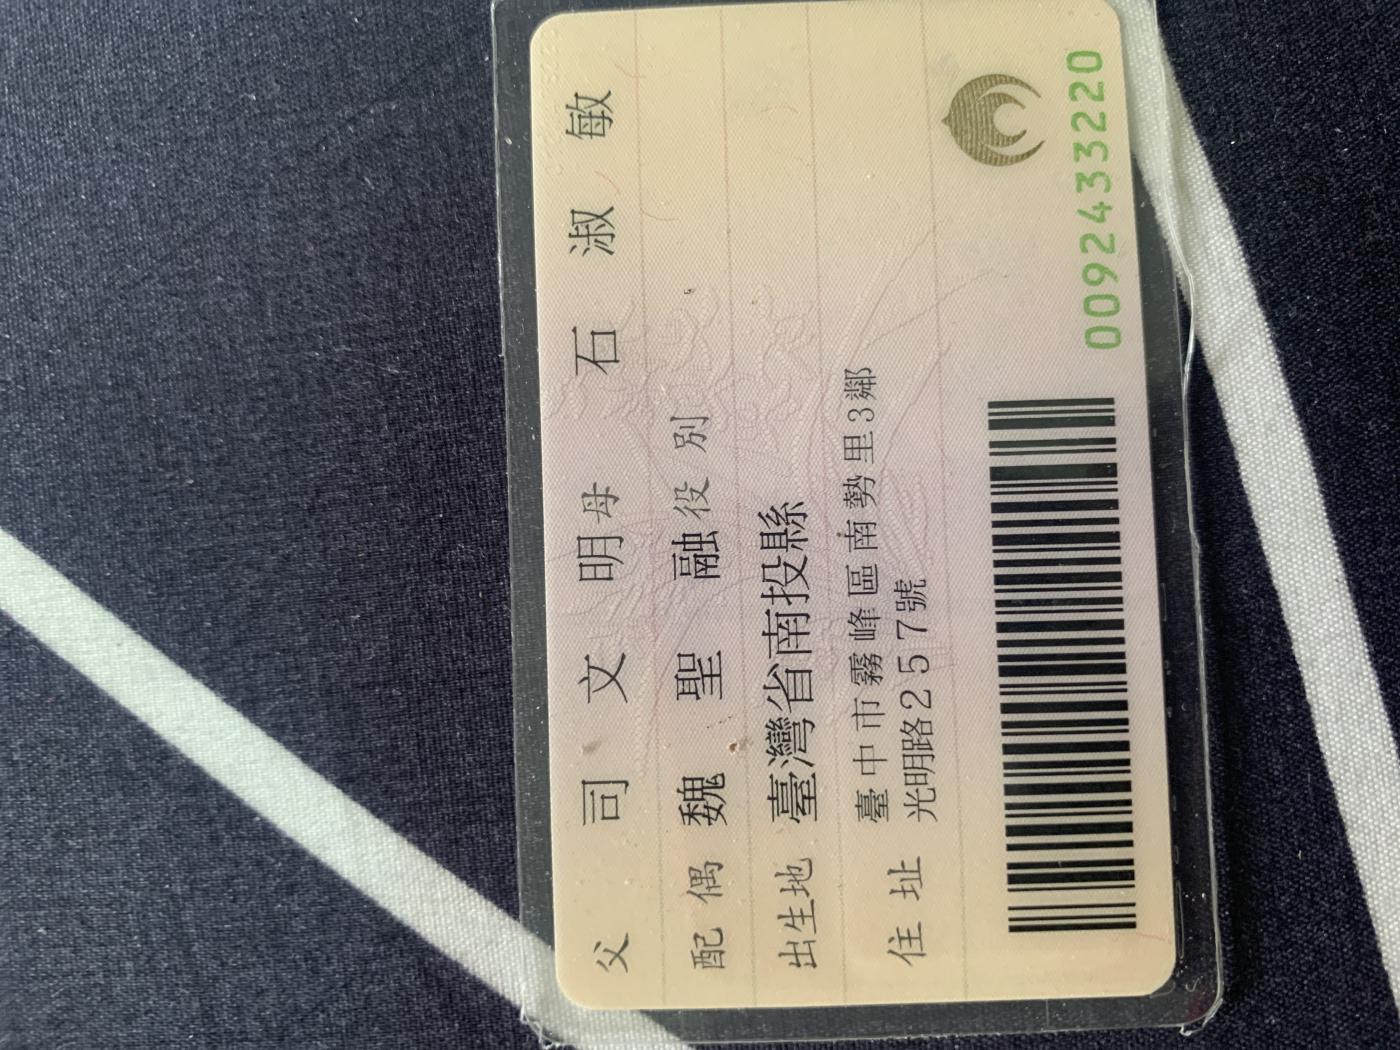 父 司文明 母 石淑敏
配偶 魏聖融 役別
出生地 臺灣省南投縣
住址 臺中市霧峰區南勢里3鄰
光明路257號
0092433220